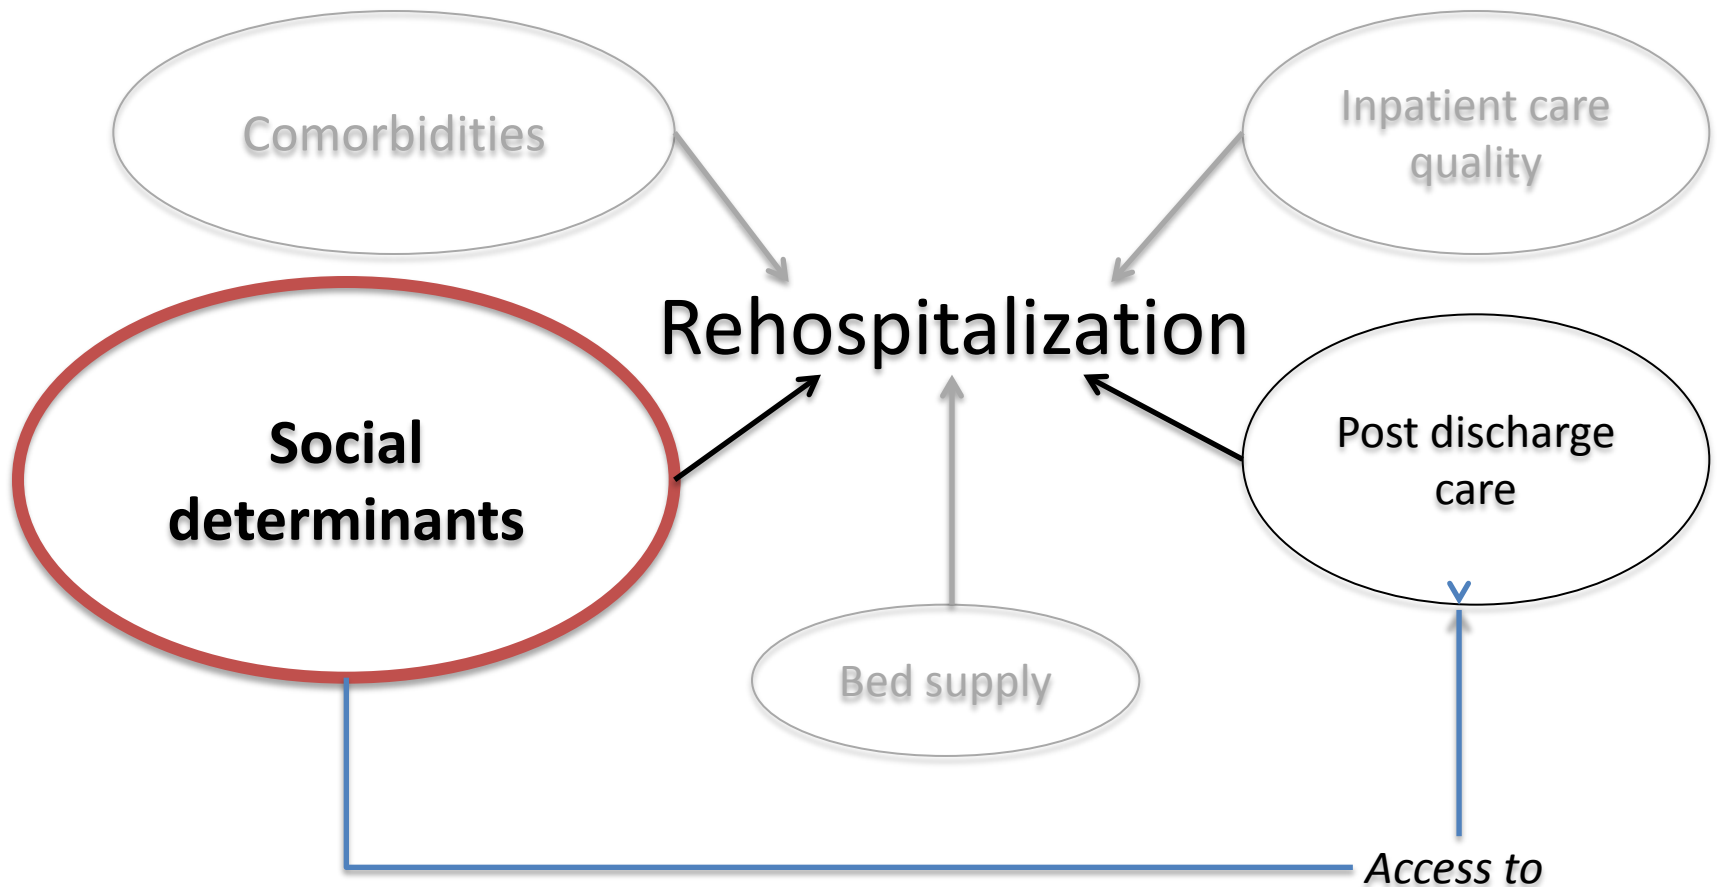 Comorbidities
Inpatient care
quality
Rehospitalization
Social
determinants
Post discharge
care
Bed supply
Access to